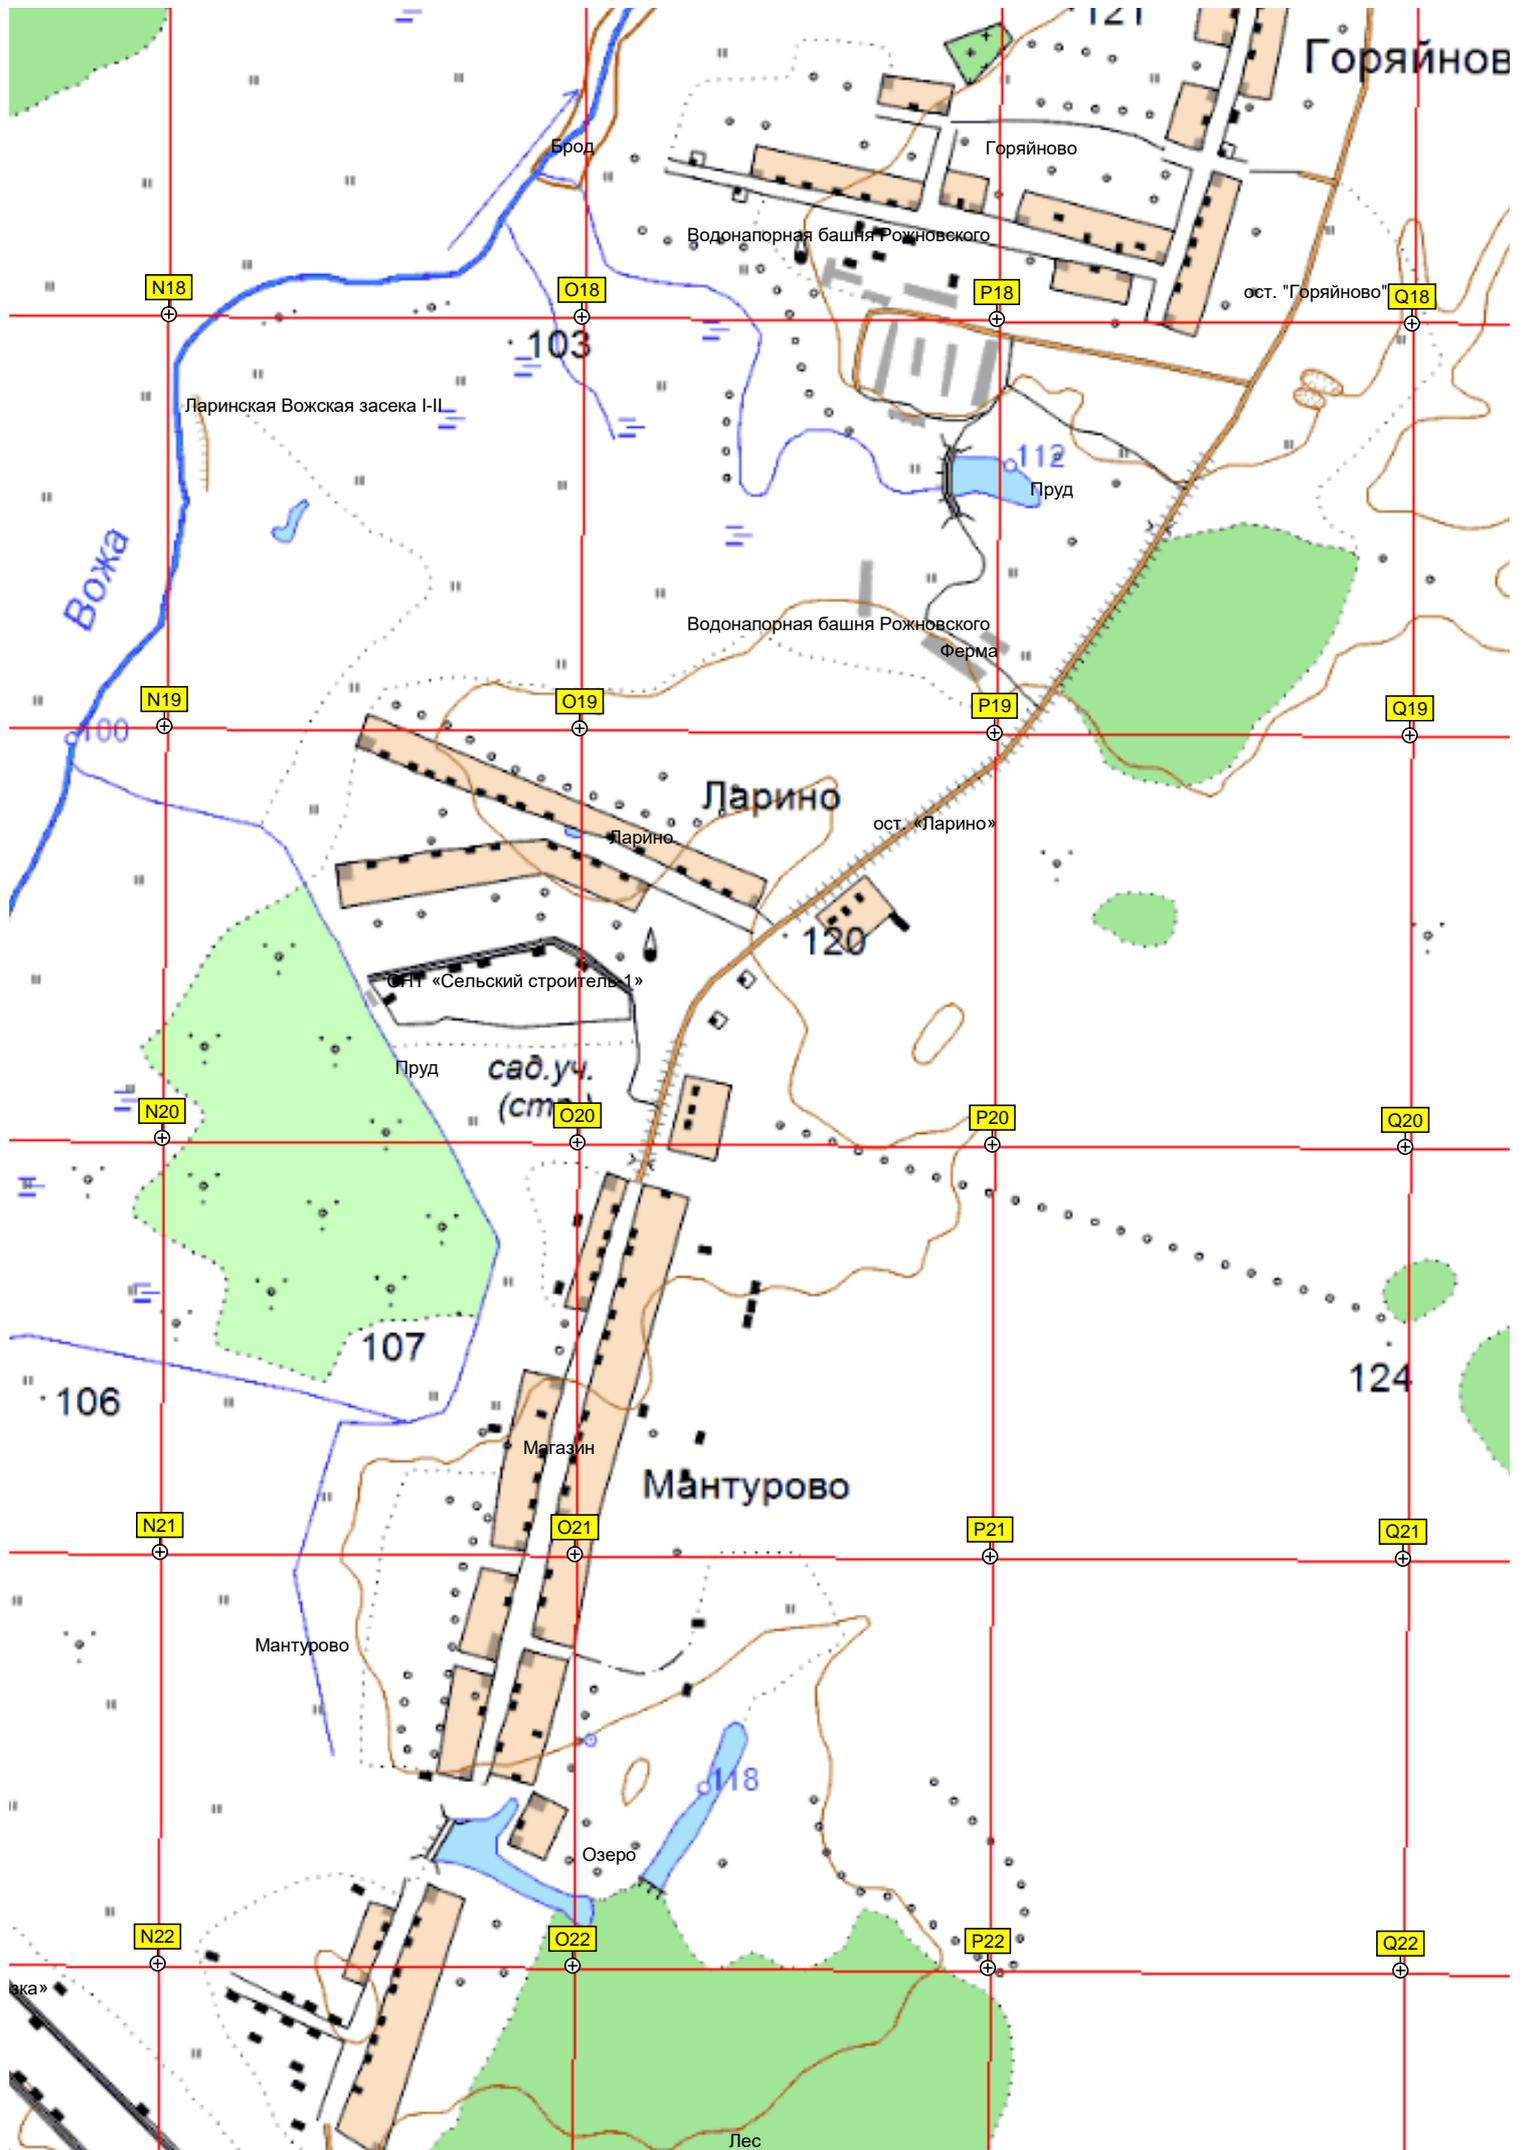 121
Горяйнов
Брод
Горяйново
Водонапорная башня Рожновского
N18
O18
P18
ост. "Горяйново"
Q18
103
Ларинская Вожская засека I-II
112
Пруд
Вожа
Водонапорная башня Рожновского
Ферма
N19
O19
P19
Q19
100
Ларино
ост. «Ларино»
Ларино
120
СНТ «Сельский строитель-1»
Пруд
сад.уч.
(стр.)
N20
O20
P20
Q20
107
106
124
Магазин
Мантурово
N21
O21
P21
Q21
Мантурово
118
Озеро
N22
O22
P22
Q22
зка»
Лес